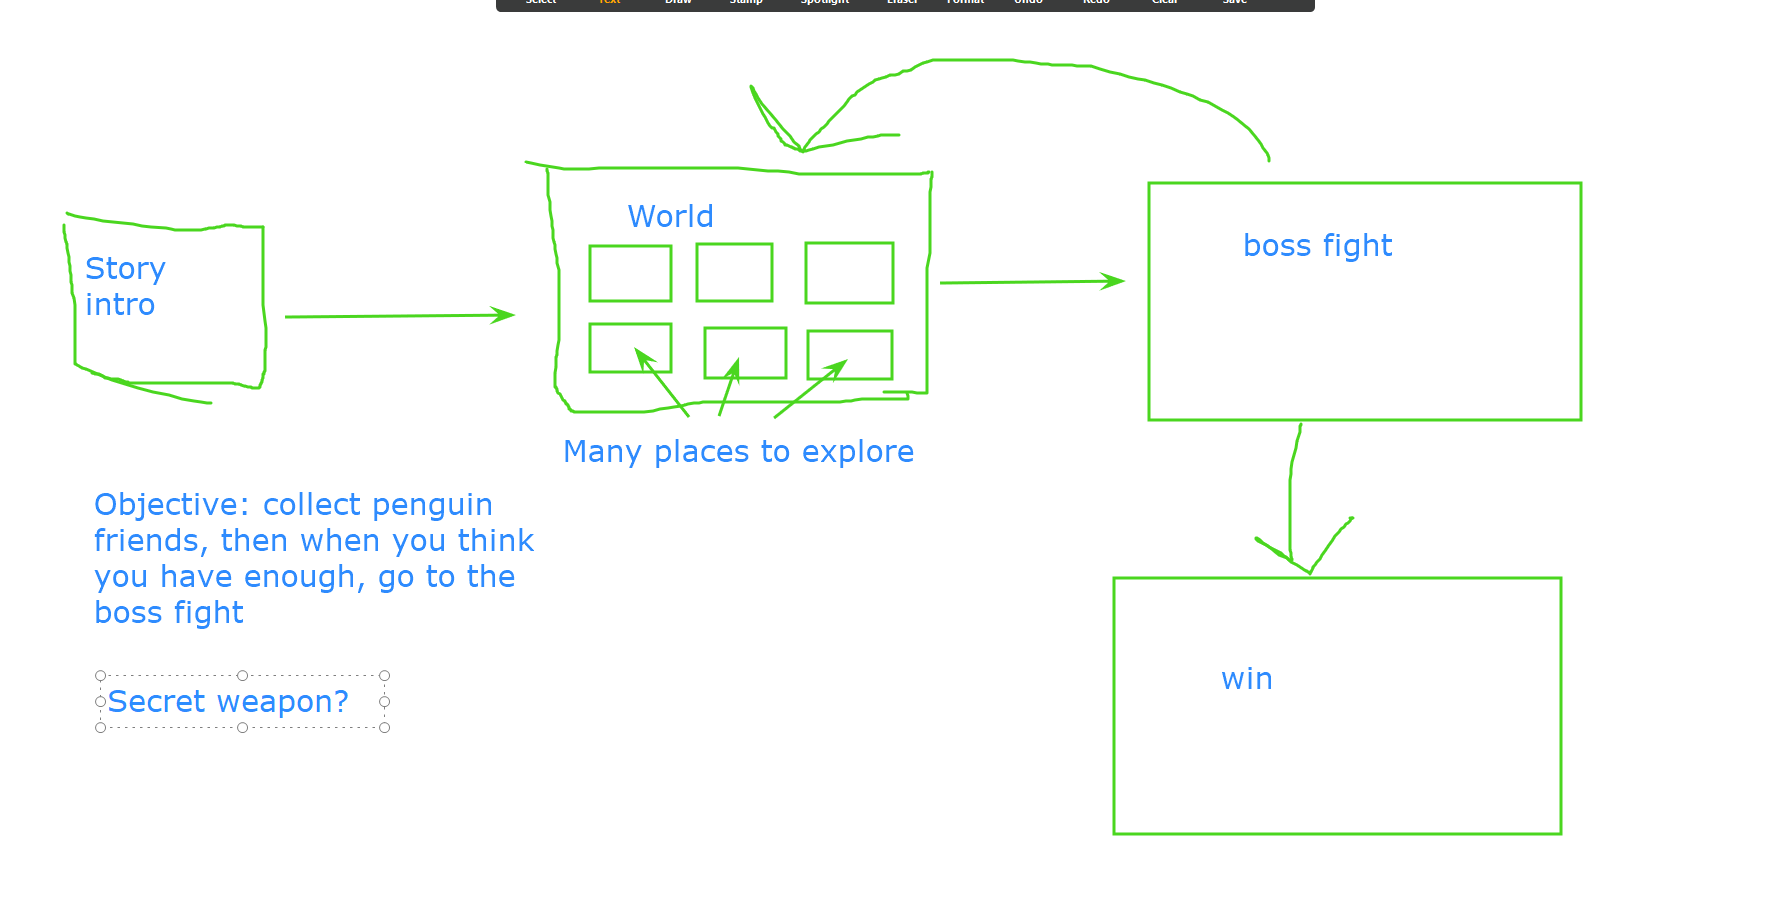 Select Text Draw Stamp Spotlight Eraser Format Undo Redo Clear Save
World
boss fight
Story
intro
Many places to explore
Objective: collect penguin
friends, then when you think
you have enough, go to the
boss fight
Secret weapon?
win